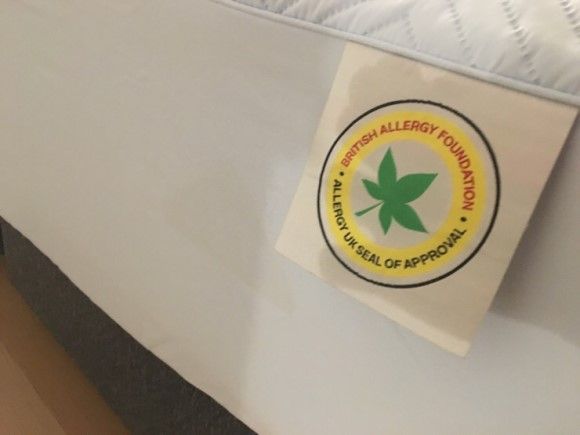 • BRITISH ALLERGY FOUNDATION •
ALLERGY UK SEAL OF APPROVAL